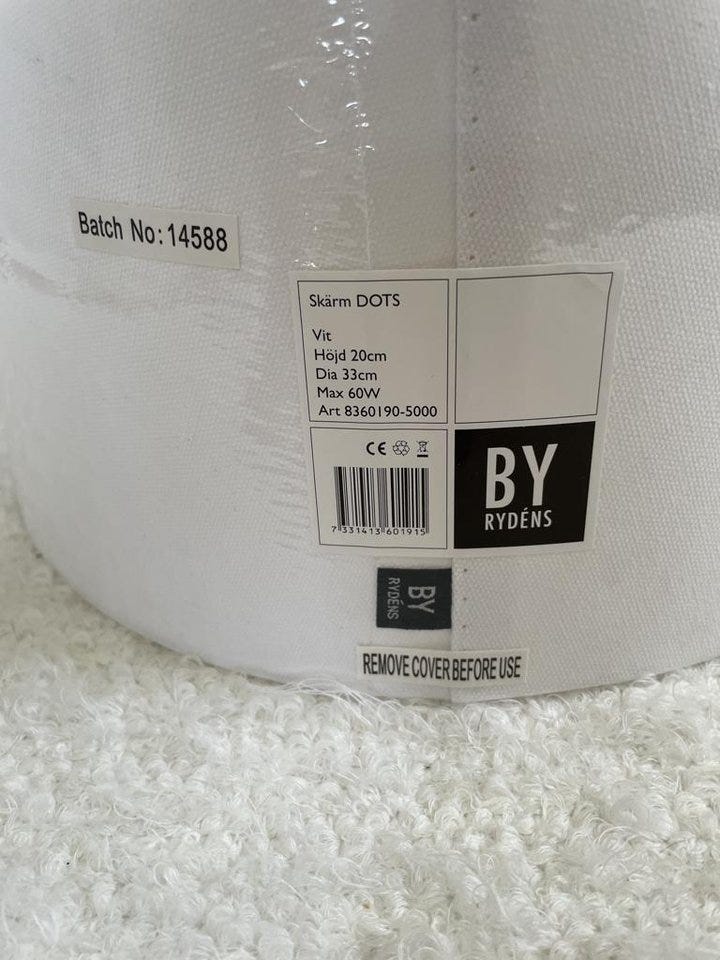 Batch No: 14588
Skärm DOTS
Vit
Höjd 20cm
Dia 33cm
Max 60W
Art 8360190-5000
CE
7 331413 601915
BY
RYDÉNS
BY
RYDÉNS
REMOVE COVER BEFORE USE